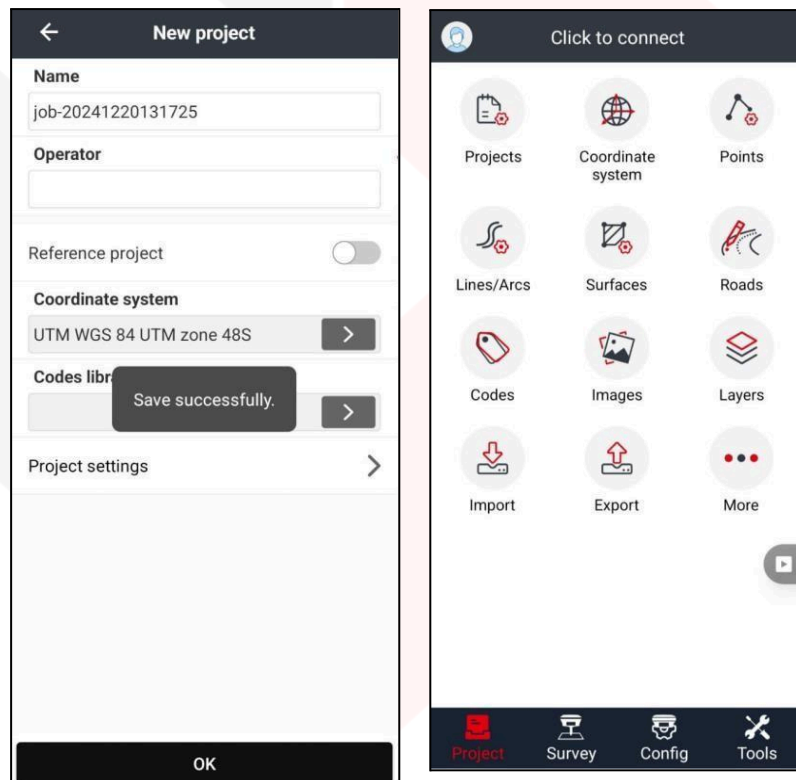 New project
Name
job-20241220131725
Operator
Reference project
Coordinate system
UTM WGS 84 UTM zone 48S
Codes libr
Save successfully.
Project settings
OK
Click to connect
Projects
Coordinate
system
Points
Lines/Arcs
Surfaces
Roads
Codes
Images
Layers
Import
Export
More
Project
Survey
Config
Tools